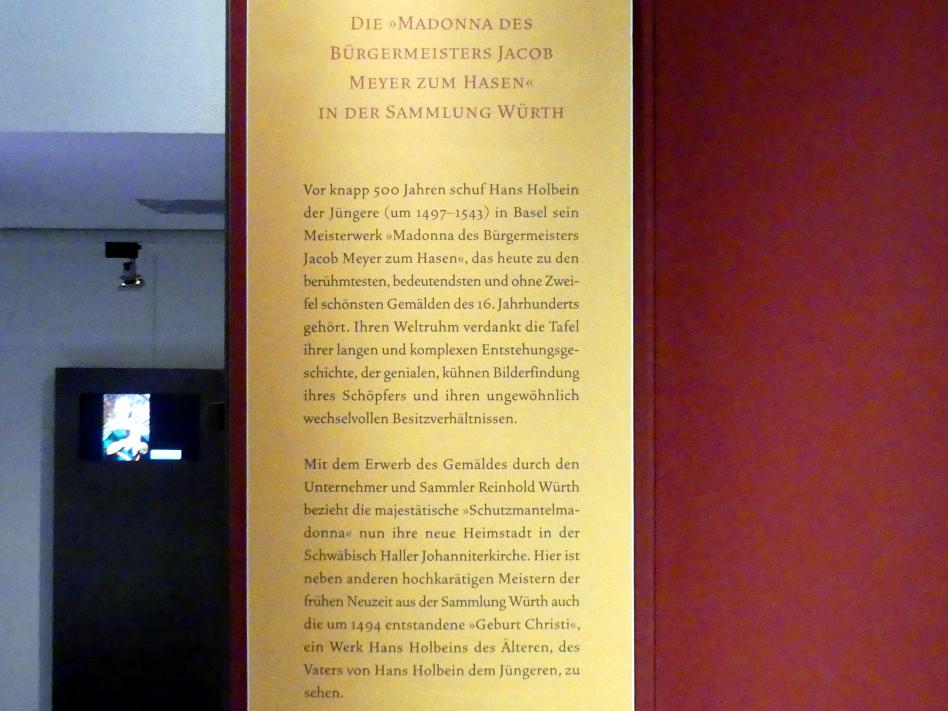 Die »Madonna des
Bürgermeisters Jacob
Meyer zum Hasen«
in der Sammlung Würth
Vor knapp 500 Jahren schuf Hans Holbein
der Jüngere (um 1497–1543) in Basel sein
Meisterwerk »Madonna des Bürgermeisters
Jacob Meyer zum Hasen«, das heute zu den
berühmtesten, bedeutendsten und ohne Zwei-
fel schönsten Gemälden des 16. Jahrhunderts
gehört. Ihren Weltruhm verdankt die Tafel
ihrer langen und komplexen Entstehungsge-
schichte, der genialen, kühnen Bilderfindung
ihres Schöpfers und ihren ungewöhnlich
wechselvollen Besitzverhältnissen.
Mit dem Erwerb des Gemäldes durch den
Unternehmer und Sammler Reinhold Würth
bezieht die majestätische »Schutzmantelma-
donna« nun ihre neue Heimstadt in der
Schwäbisch Haller Johanniterkirche. Hier ist
neben anderen hochkarätigen Meistern der
frühen Neuzeit aus der Sammlung Würth auch
die um 1494 entstandene »Geburt Christi«,
ein Werk Hans Holbeins des Älteren, des
Vaters von Hans Holbein dem Jüngeren, zu
sehen.